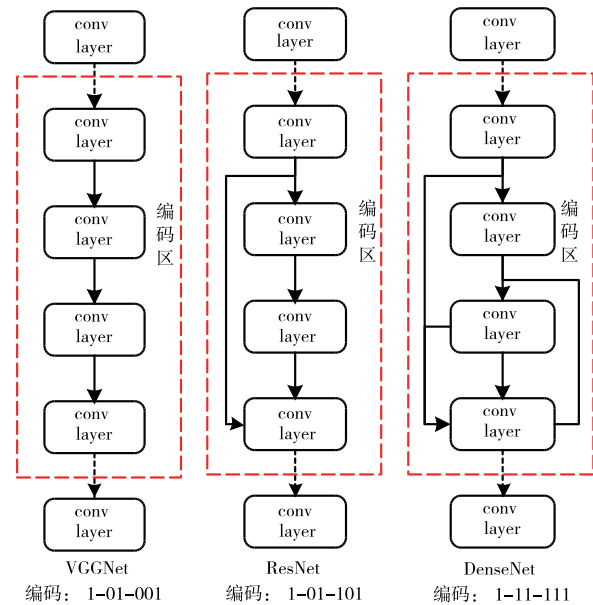 conv
layer
conv
layer
conv
layer
conv
layer
conv
layer
conv
layer
编
码
区
VGGNet
编码： 1-01-001
conv
layer
conv
layer
conv
layer
conv
layer
conv
layer
conv
layer
编
码
区
ResNet
编码： 1-01-101
conv
layer
conv
layer
conv
layer
conv
layer
conv
layer
conv
layer
编
码
区
DenseNet
编码： 1-11-111